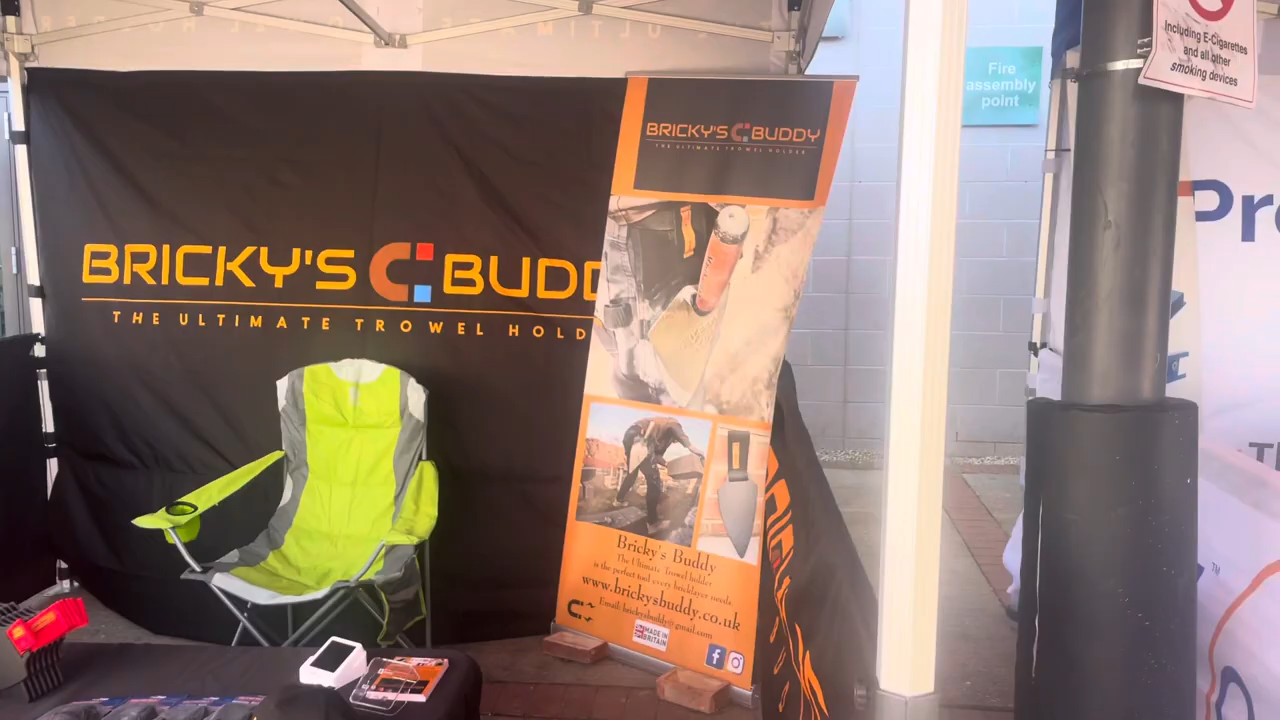 BRICKY'S BUDD
THE ULTIMATE TROWEL HOLD
BRICKY'S BUDDY
THE ULTIMATE TROWEL HOLDER
Bricky's Buddy
The Ultimate Trowel holder
is the perfect tool every bricklayer needs
www.brickysbuddy.co.uk
Email: brickysbuddy@gmail.com
MADE IN
BRITAIN
Fire
assembly
point
Including E-Cigarettes
and all other
smoking devices
Pr
TM